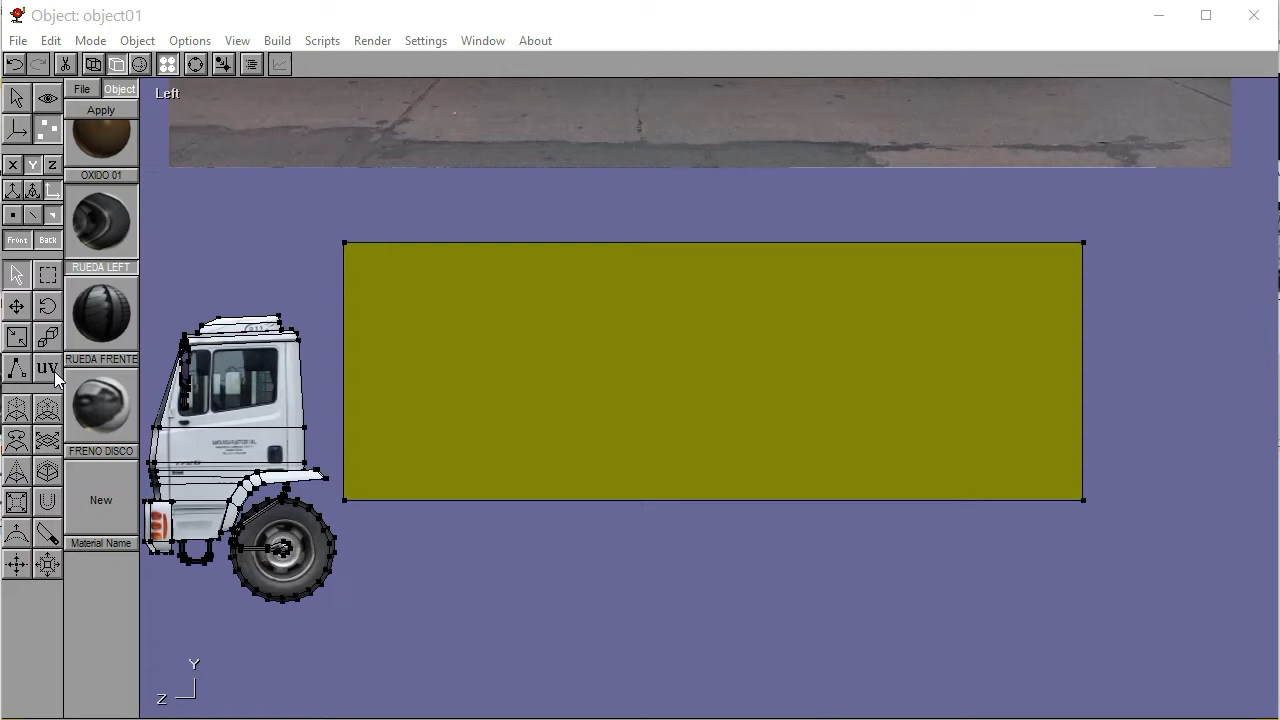 Object: object01
File Edit Mode Object Options View Build Scripts Render Settings Window About
File Object
Left
Apply
OXIDO 01
X Y Z
Front Back
RUEDA LEFT
RUEDA FRENTE
uv
FRENO DISCO
New
Material Name
Y
Z